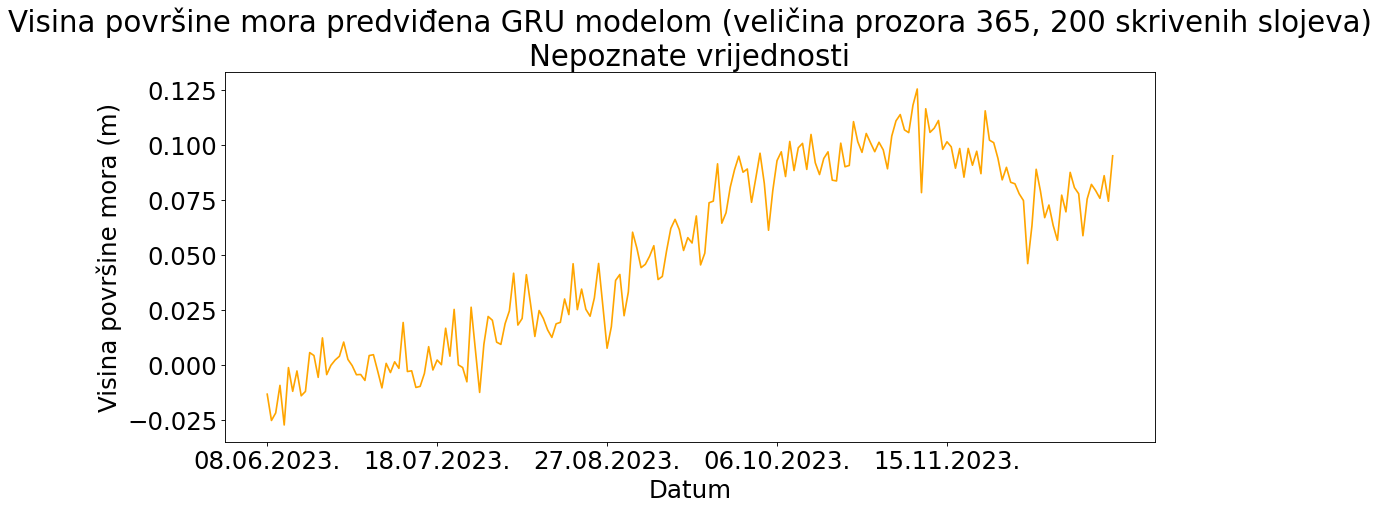 Visina površine mora predviđena GRU modelom (veličina prozora 365, 200 skrivenih slojeva)
Nepoznate vrijednosti
Visina površine mora (m)
0.125
0.100
0.075
0.050
0.025
0.000
−0.025
08.06.2023. 18.07.2023. 27.08.2023. 06.10.2023. 15.11.2023.
Datum